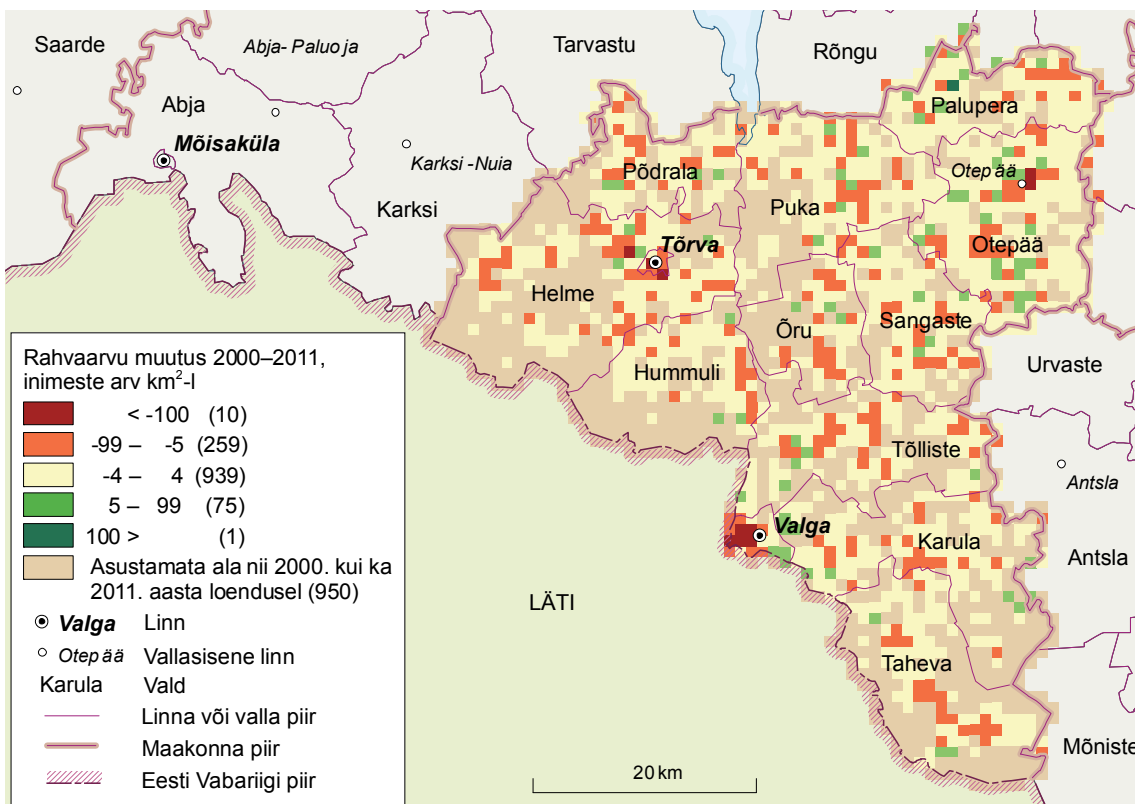 Saarde
Abja-Paluoja
Tarvastu
Rõngu
Abja
Palupera
Mõisaküla
Karksi-Nuia
Põdrala
Otepää
Karksi
Puka
Tõrva
Otepää
Helme
Õru
Sangaste
Urvaste
Hummuli
Tõlliste
Antsla
Valga
Karula
Antsla
LÄTI
Taheva
Mõniste
20 km
Rahvaarvu muutus 2000–2011,
inimeste arv km²-l
< -100 (10)
-99 – -5 (259)
-4 – 4 (939)
5 – 99 (75)
100 > (1)
Asustamata ala nii 2000. kui ka
2011. aasta loendusel (950)
Valga Linn
Otepää Vallasisene linn
Karula Vald
Linna või valla piir
Maakonna piir
Eesti Vabariigi piir